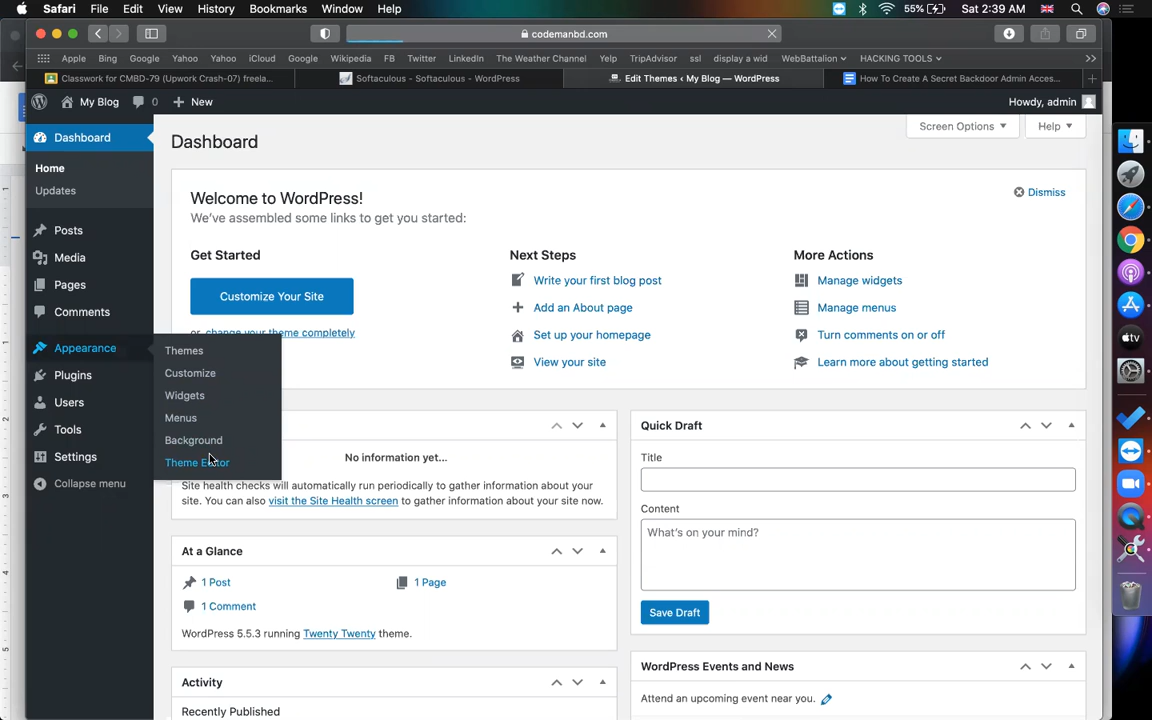 Safari File Edit View History Bookmarks Window Help 55% Sat 2:39 AM
codemanbd.com
Apple Bing Google Yahoo Yahoo iCloud Google Wikipedia FB Twitter LinkedIn The Weather Channel Yelp TripAdvisor ssl display a wid WebBattalion HACKING TOOLS >>
Classwork for CMBD-79 (Upwork Crash-07) freela... Softaculous - Softaculous - WordPress Edit Themes ‹ My Blog — WordPress How To Create A Secret Backdoor Admin Acces...
My Blog 0 + New Howdy, admin
Dashboard
Home
Updates
Posts
Media
Pages
Comments
Appearance
Plugins
Users
Tools
Settings
Collapse menu
Themes
Customize
Widgets
Menus
Background
Theme Editor
Dashboard
Screen Options Help
Welcome to WordPress!
Dismiss
We've assembled some links to get you started:
Get Started
Customize Your Site
or, change your theme completely
Next Steps
Write your first blog post
Add an About page
Set up your homepage
View your site
More Actions
Manage widgets
Manage menus
Turn comments on or off
Learn more about getting started
No information yet...
Site health checks will automatically run periodically to gather information about your
site. You can also visit the Site Health screen to gather information about your site now.
At a Glance
1 Post 1 Page
1 Comment
WordPress 5.5.3 running Twenty Twenty theme.
Activity
Recently Published
Quick Draft
Title
Content
What's on your mind?
Save Draft
WordPress Events and News
Attend an upcoming event near you.
tv